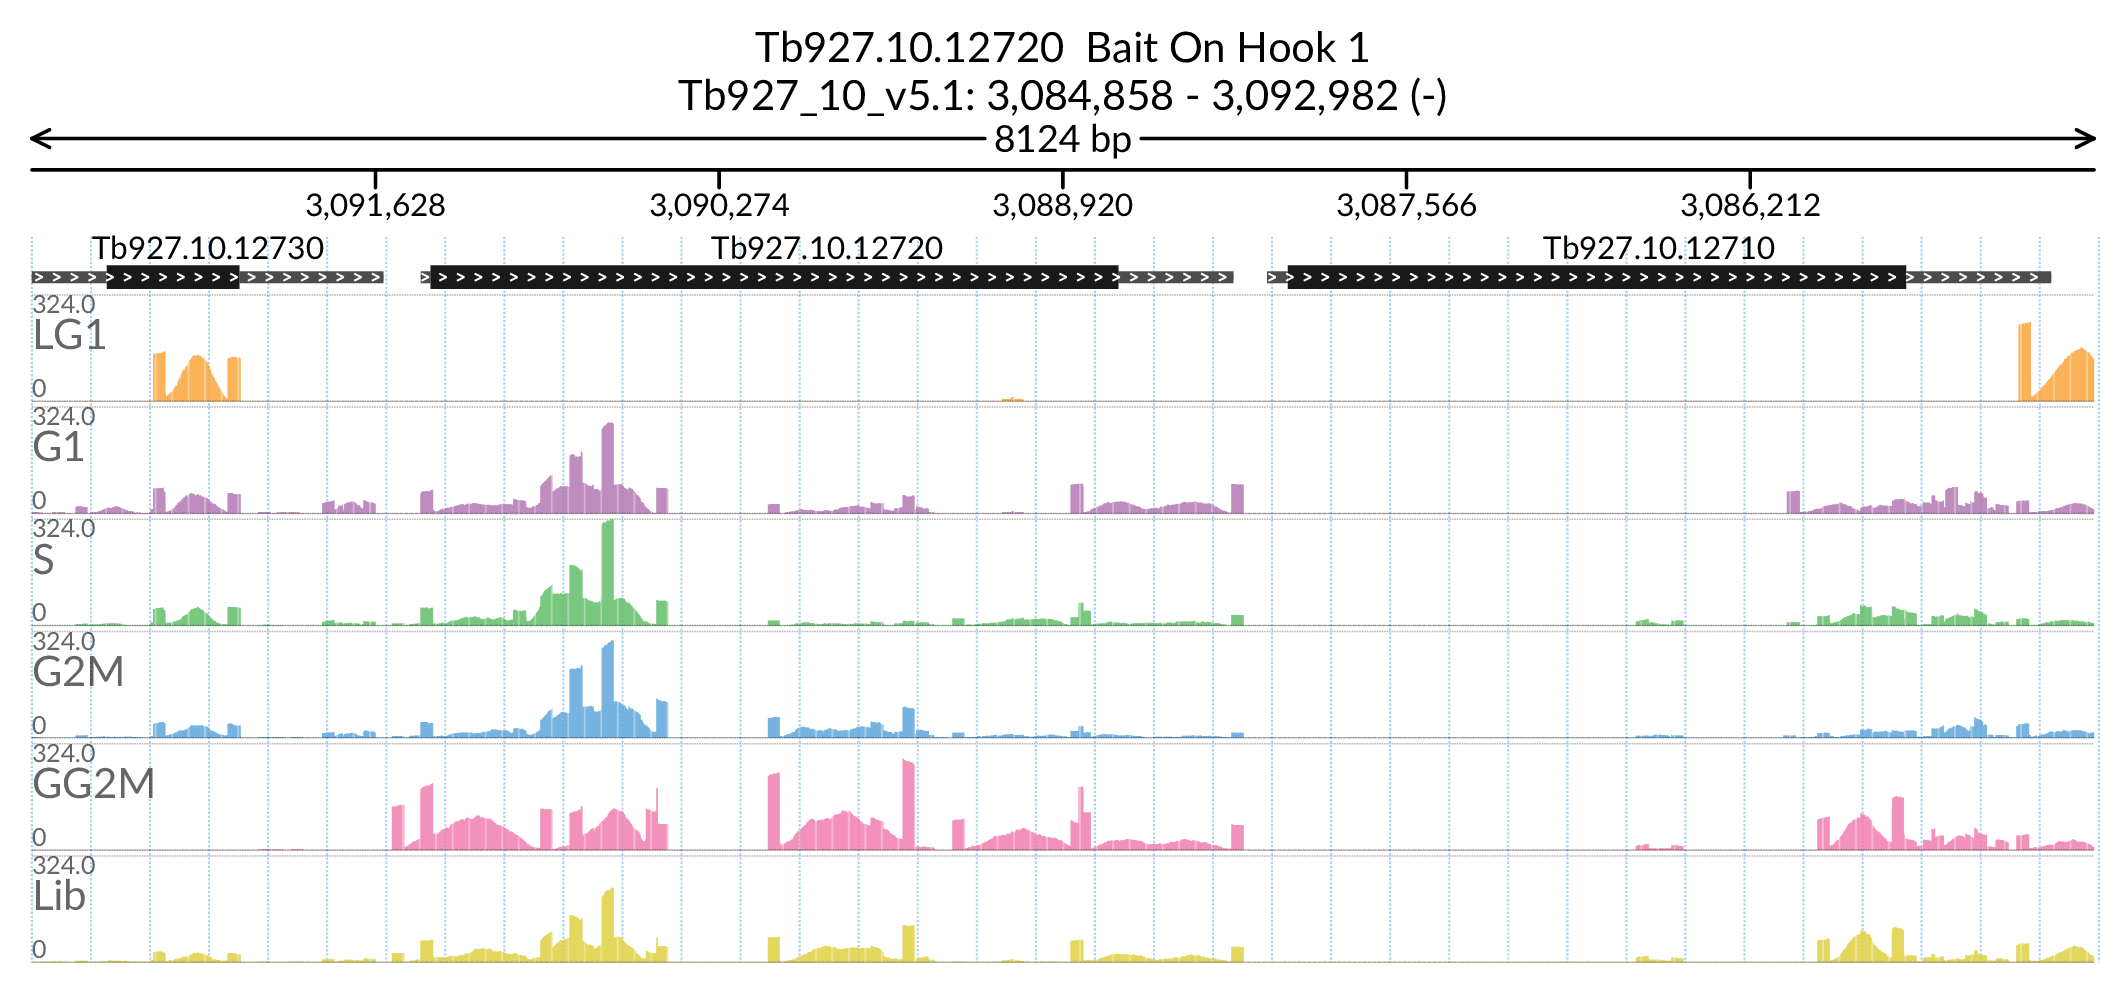 Tb927.10.12720 Bait On Hook 1
Tb927_10_v5.1: 3,084,858 - 3,092,982 (-)
8124 bp
3,091,628 3,090,274 3,088,920 3,087,566 3,086,212
Tb927.10.12730 Tb927.10.12720 Tb927.10.12710
324.0
LG1
0
324.0
G1
0
324.0
S
0
324.0
G2M
0
324.0
GG2M
0
324.0
Lib
0